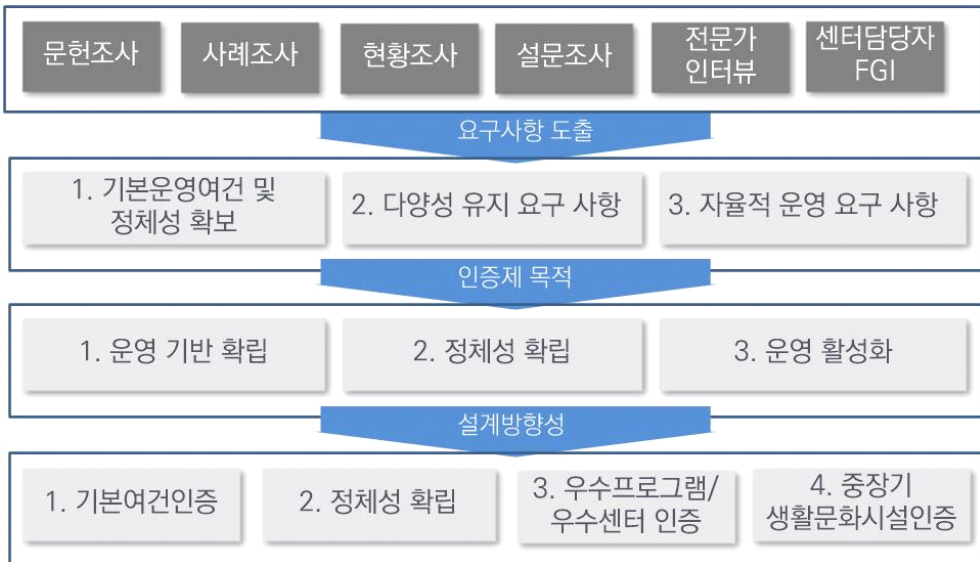 문헌조사
사례조사
현황조사
설문조사
전문가
인터뷰
센터담당자
FGI
요구사항 도출
1. 기본운영여건 및
정체성 확보
2. 다양성 유지 요구 사항
3. 자율적 운영 요구 사항
인증제 목적
1. 운영 기반 확립
2. 정체성 확립
3. 운영 활성화
설계방향성
1. 기본여건인증
2. 정체성 확립
3. 우수프로그램/
우수센터 인증
4. 중장기
생활문화시설인증